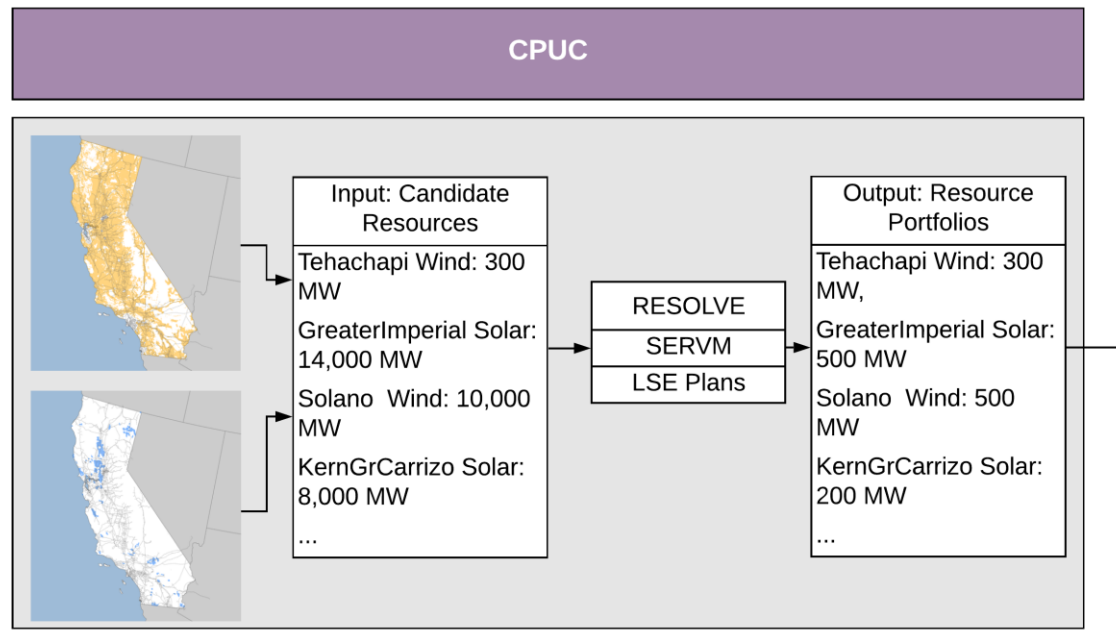 CPUC
Input: Candidate
Resources
Tehachapi Wind: 300
MW
GreaterImperial Solar:
14,000 MW
Solano  Wind: 10,000
MW
KernGrCarrizo Solar:
8,000 MW
...
RESOLVE
SERVM
LSE Plans
Output: Resource
Portfolios
Tehachapi Wind: 300
MW,
GreaterImperial Solar:
500 MW
Solano  Wind: 500
MW
KernGrCarrizo Solar:
200 MW
...